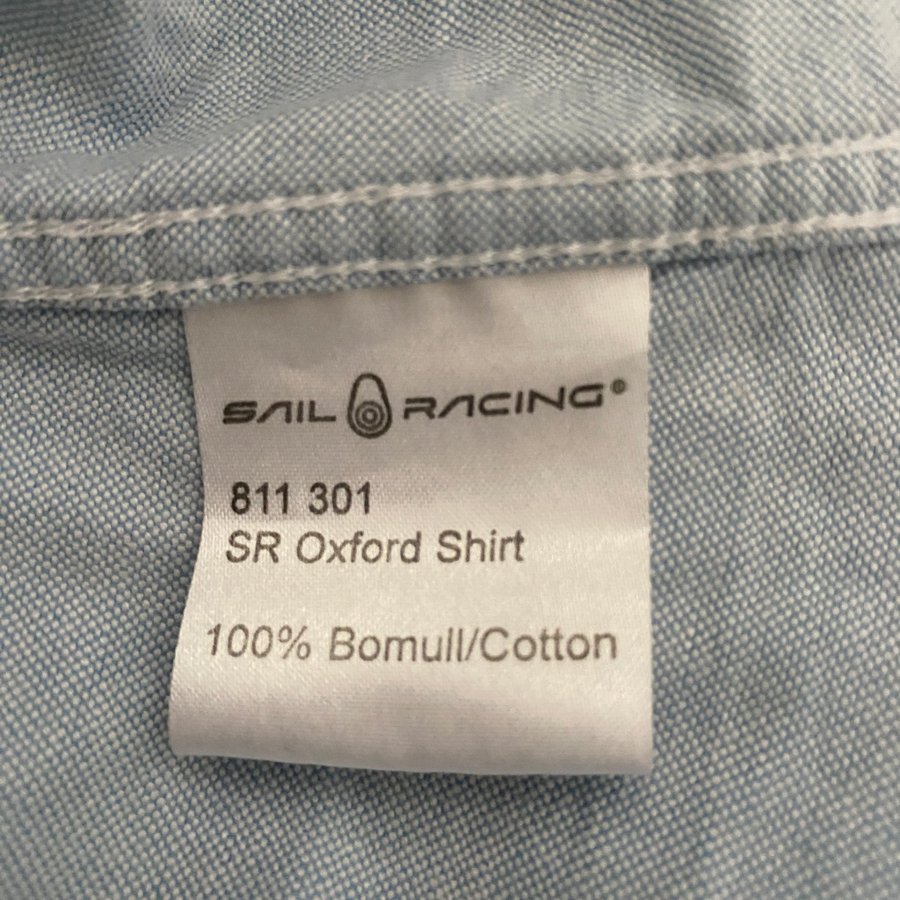 SAIL RACING®
811 301
SR Oxford Shirt
100% Bomull/Cotton